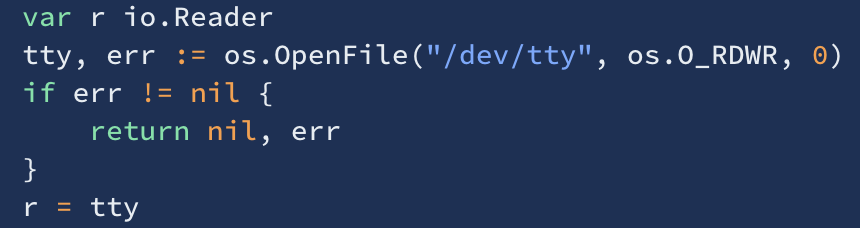 var r io.Reader
tty, err := os.OpenFile("/dev/tty", os.O_RDWR, 0)
if err != nil {
    return nil, err
}
r = tty